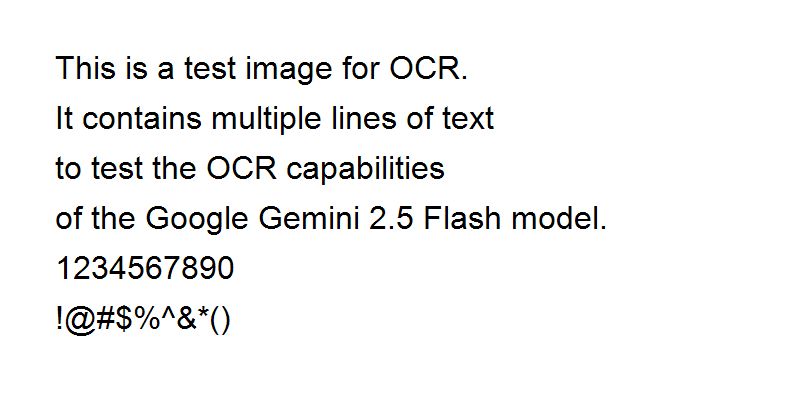 This is a test image for OCR.
It contains multiple lines of text
to test the OCR capabilities
of the Google Gemini 2.5 Flash model.
1234567890
!@#$%^&*()